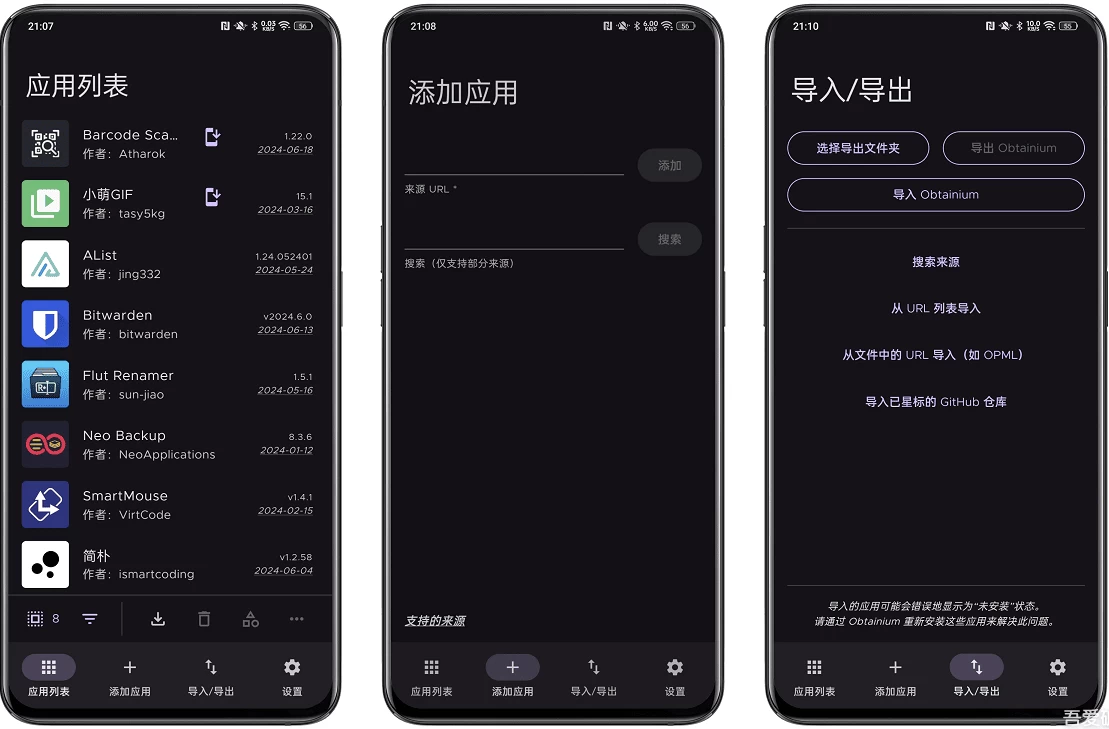 21:07
0.03 KB/S
56
应用列表
Barcode Sca...
1.22.0
作者：Atharok
2024-06-18
小萌GIF
15.1
作者：tasy5kg
2024-03-16
AList
1.24.052401
作者：jing332
2024-05-24
Bitwarden
v2024.6.0
作者：bitwarden
2024-06-13
Flut Renamer
1.5.1
作者：sun-jiao
2024-05-16
Neo Backup
8.3.6
作者：NeoApplications
2024-01-12
SmartMouse
v1.4.1
作者：VirtCode
2024-02-15
简朴
v1.2.58
作者：ismartcoding
2024-06-04
8
应用列表 添加应用 导入/导出 设置
21:08
6.00 KB/S
56
添加应用
添加
来源 URL *
搜索
搜索（仅支持部分来源）
支持的来源
应用列表 添加应用 导入/导出 设置
21:10
10.0 KB/S
55
导入/导出
选择导出文件夹 导出 Obtainium
导入 Obtainium
搜索来源
从 URL 列表导入
从文件中的 URL 导入（如 OPML）
导入已星标的 GitHub 仓库
导入的应用可能会错误地显示为“未安装”状态。
请通过 Obtainium 重新安装这些应用来解决此问题。
应用列表 添加应用 导入/导出 设置
吾爱